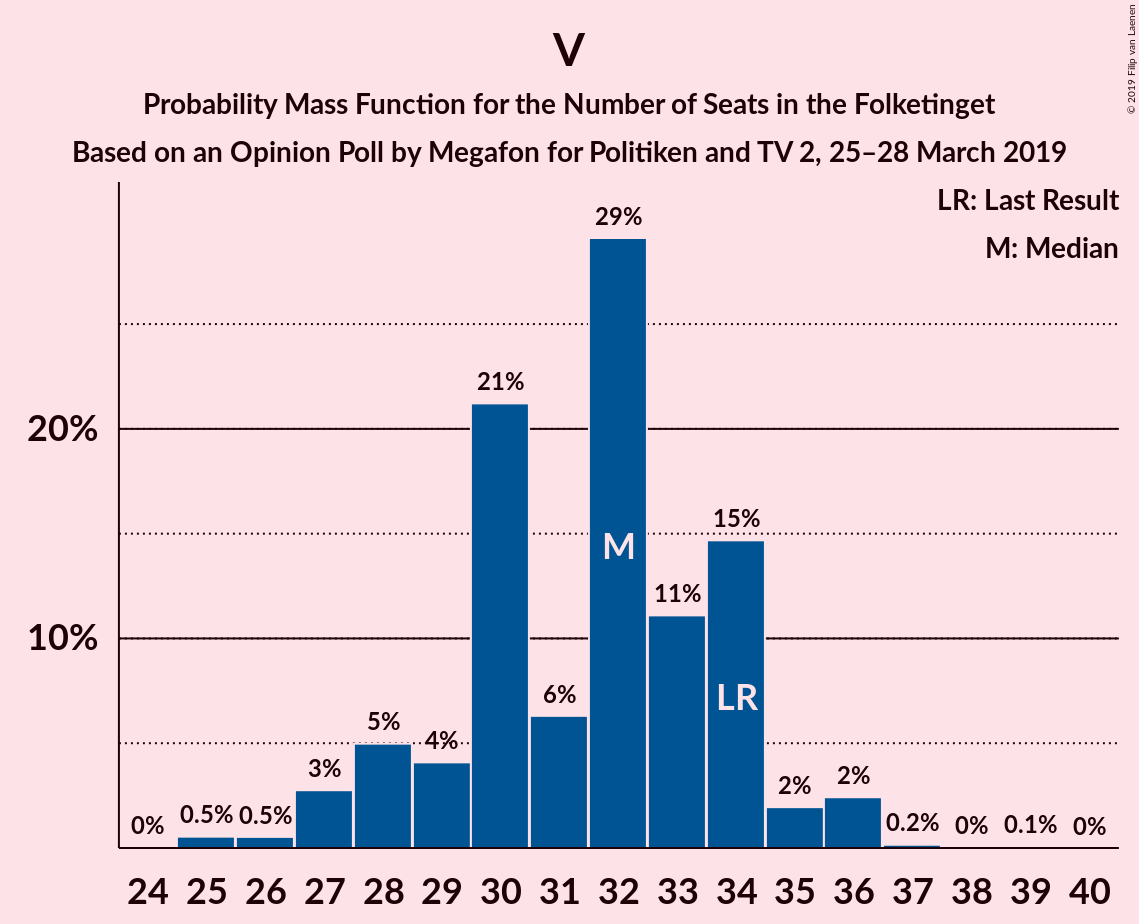 V
Probability Mass Function for the Number of Seats in the Folketinget
Based on an Opinion Poll by Megafon for Politiken and TV 2, 25–28 March 2019
© 2019 Filip van Laenen
LR: Last Result
M: Median
20%
10%
0%
0.5%
0.5%
3%
5%
4%
21%
6%
29%
11%
15%
2%
2%
0.2%
0%
0.1%
0%
M
LR
24 25 26 27 28 29 30 31 32 33 34 35 36 37 38 39 40